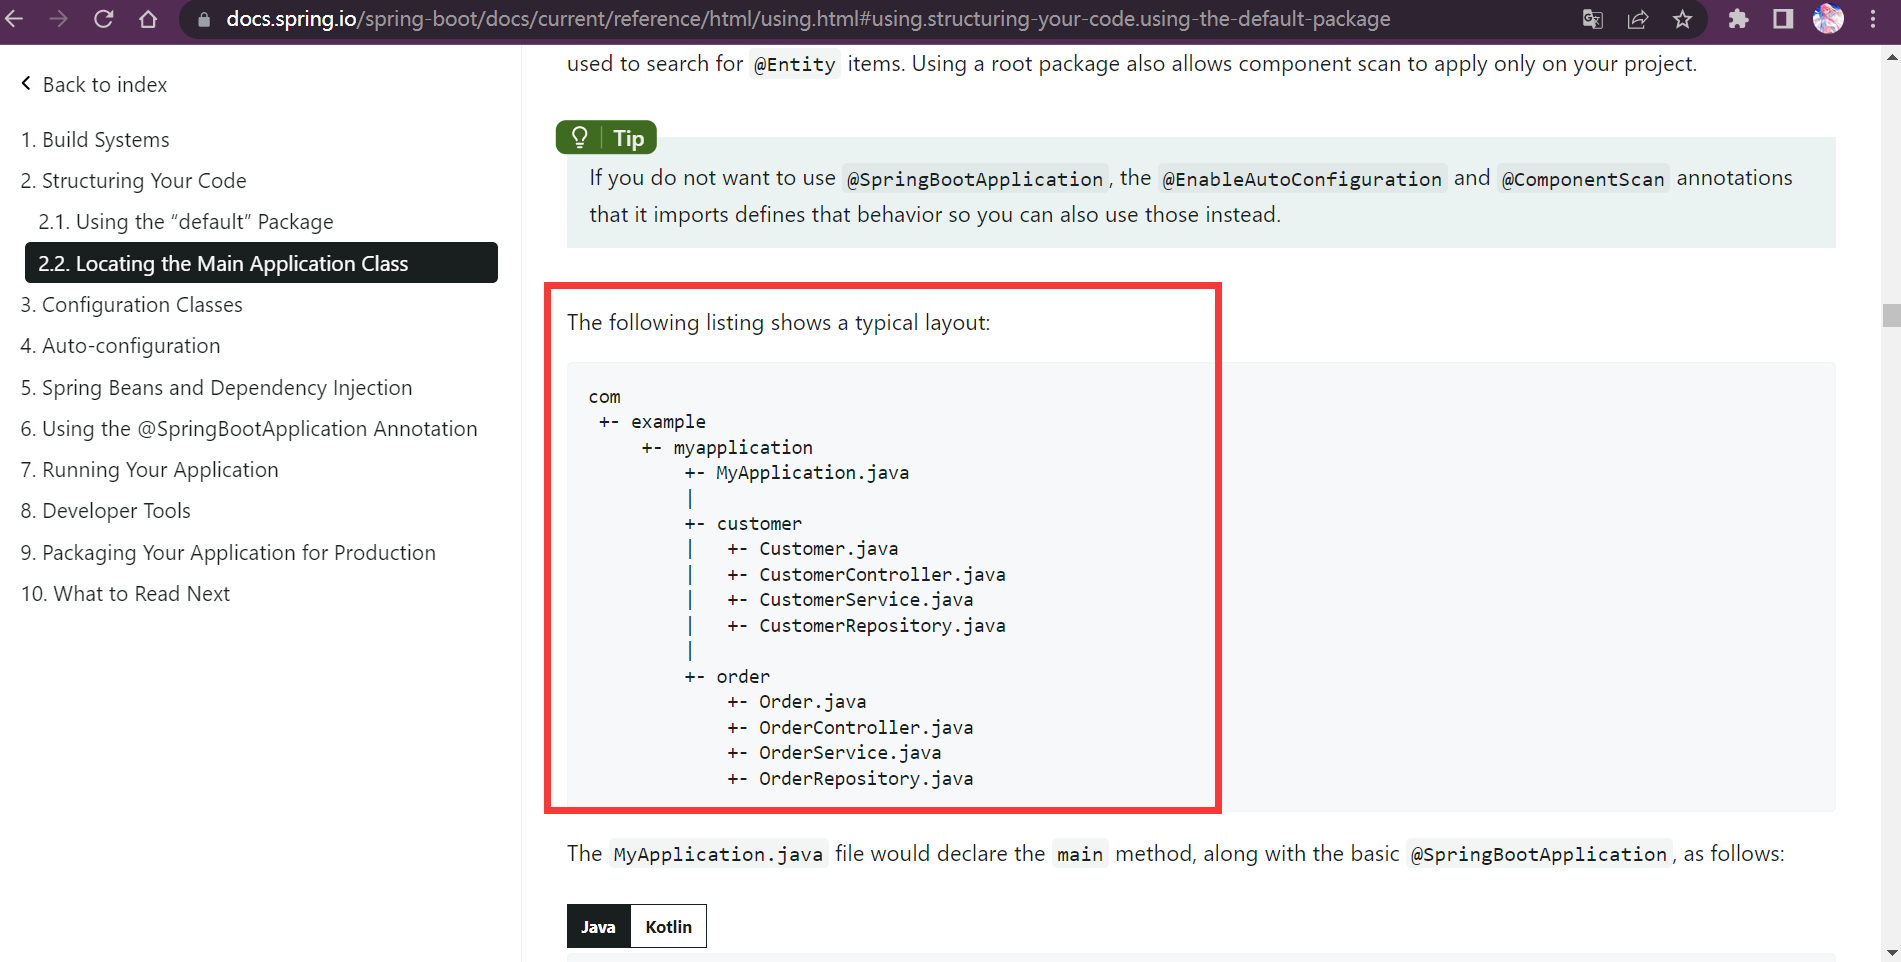 docs.spring.io/spring-boot/docs/current/reference/html/using.html#using.structuring-your-code.using-the-default-package
Back to index
1. Build Systems
2. Structuring Your Code
2.1. Using the “default” Package
2.2. Locating the Main Application Class
3. Configuration Classes
4. Auto-configuration
5. Spring Beans and Dependency Injection
6. Using the @SpringBootApplication Annotation
7. Running Your Application
8. Developer Tools
9. Packaging Your Application for Production
10. What to Read Next
used to search for @Entity items. Using a root package also allows component scan to apply only on your project.
Tip
If you do not want to use @SpringBootApplication, the @EnableAutoConfiguration and @ComponentScan annotations
that it imports defines that behavior so you can also use those instead.
The following listing shows a typical layout:
com
+- example
+- myapplication
+- MyApplication.java
|
+- customer
| +- Customer.java
| +- CustomerController.java
| +- CustomerService.java
| +- CustomerRepository.java
|
+- order
+- Order.java
+- OrderController.java
+- OrderService.java
+- OrderRepository.java
The MyApplication.java file would declare the main method, along with the basic @SpringBootApplication, as follows:
Java Kotlin